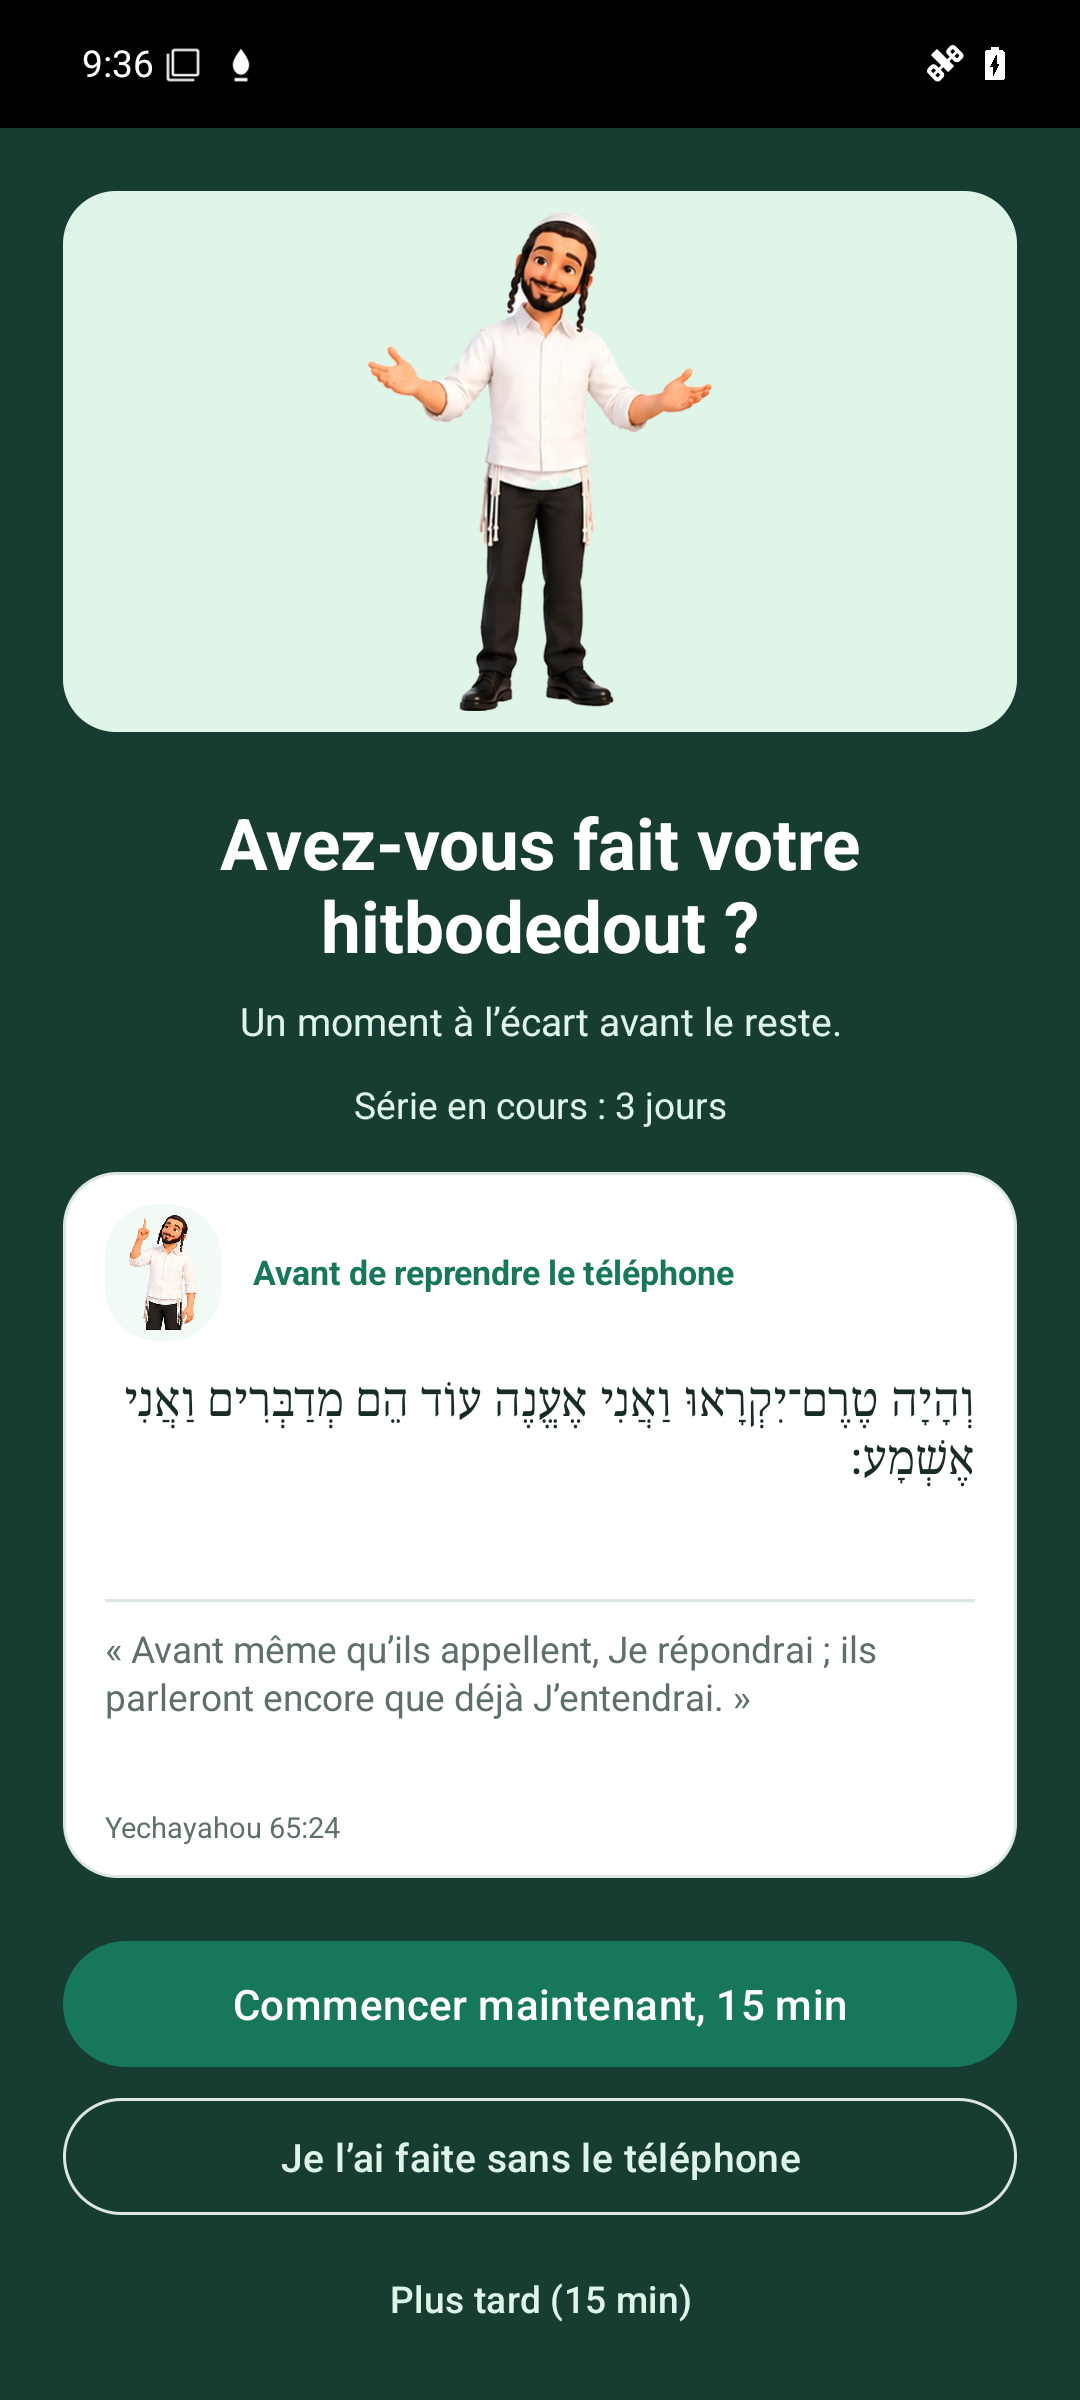 9:36
Avez-vous fait votre
hitbodedout ?
Un moment à l’écart avant le reste.
Série en cours : 3 jours
Avant de reprendre le téléphone
וְהָיָה טֶרֶם־יִקְרָאוּ וַאֲנִי אֶעֱנֶה עוֹד הֵם מְדַבְּרִים וַאֲנִי
אֶשְׁמָע:
« Avant même qu’ils appellent, Je répondrai ; ils
parleront encore que déjà J’entendrai. »
Yechayahou 65:24
Commencer maintenant, 15 min
Je l’ai faite sans le téléphone
Plus tard (15 min)